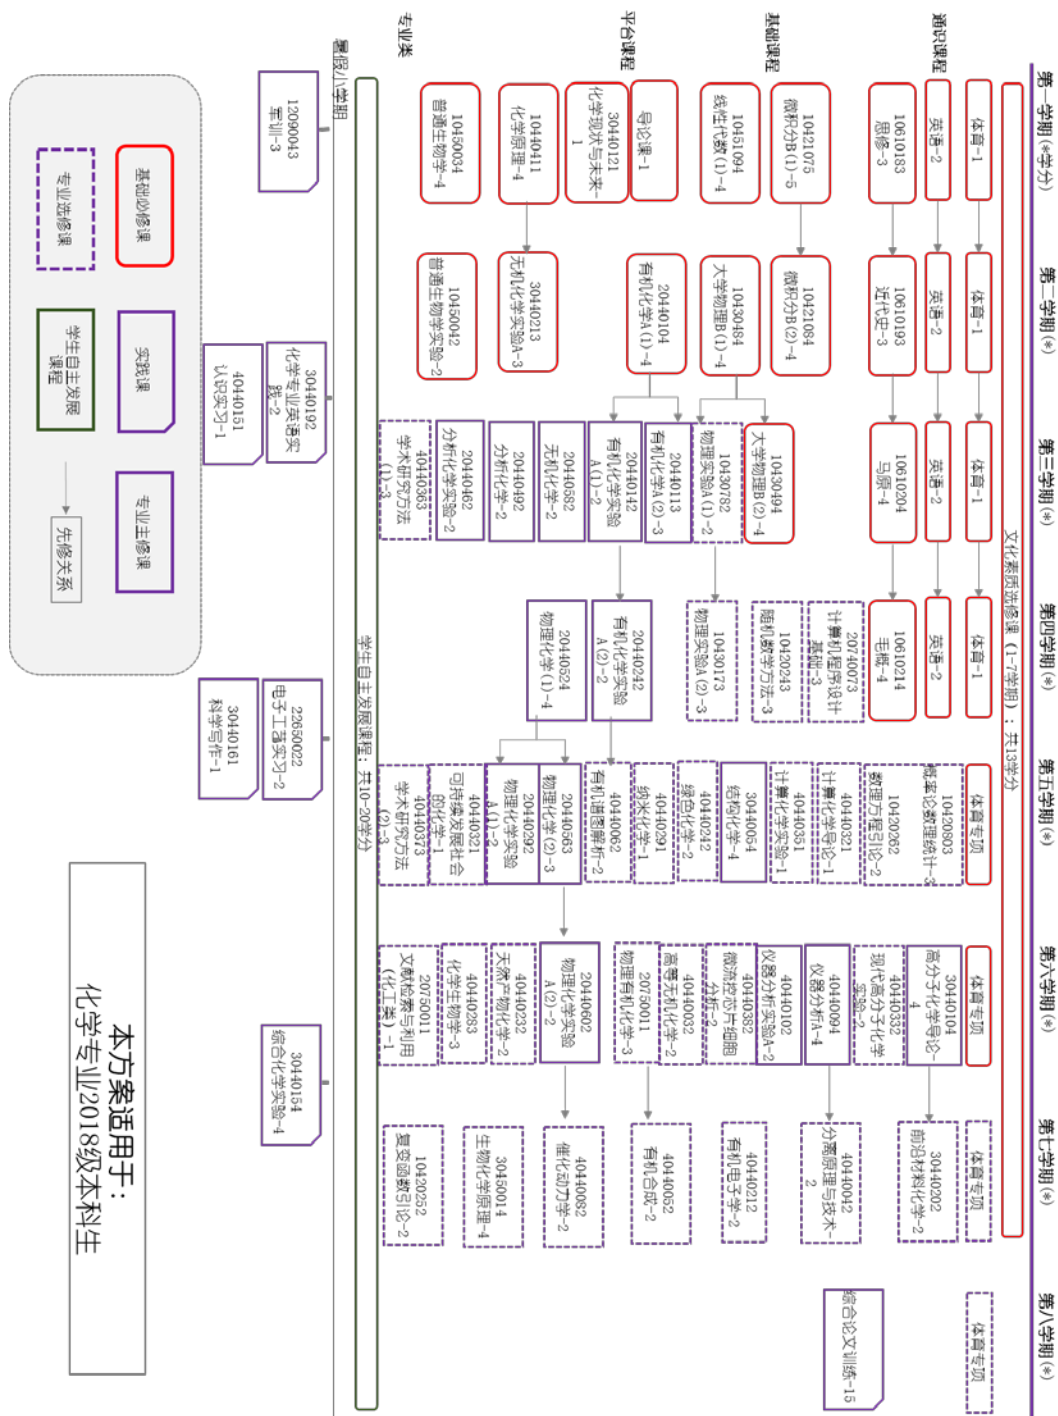 第一学期(*学分)
第二学期(*)
第三学期(*)
第四学期(*)
第五学期(*)
第六学期(*)
第七学期(*)
第八学期(*)
文化素质选修课（1-7学期）：共13学分
通识课程
体育-1
体育-1
体育-1
体育-1
体育专项
体育专项
体育专项
体育专项
英语-2
英语-2
英语-2
英语-2
10610183
思修-3
10610193
近代史-3
10610204
马原-4
10610214
毛概-4
基础课程
10421075
微积分B(1)-5
10421084
微积分B(2)-4
10451094
线性代数(1)-4
10430484
大学物理B(1)-4
10430494
大学物理B(2)-4
10430782
物理实验A(1)-2
20740073
计算机程序设计
基础-3
10420243
随机数学方法-3
10430173
物理实验A(2)-3
10420803
概率论数理统计-3
10420262
数理方程引论-2
平台课程
导论课-1
30440121
化学现状与未来-
1
10440411
化学原理-4
10450034
普通生物学-4
20440104
有机化学A(1)-4
30440213
无机化学实验A-3
10450042
普通生物学实验-2
专业类
20440113
有机化学A(2)-3
20440142
有机化学实验
A(1)-2
20440582
无机化学-2
20440492
分析化学-2
20440462
分析化学实验-2
40440363
学术研究方法
(1)-3
20440242
有机化学实验
A(2)-2
20440524
物理化学(1)-4
40440321
计算化学导论-1
40440351
计算化学实验-1
30440054
结构化学-4
40440242
绿色化学-2
40440291
纳米化学-1
40440062
有机谱图解析-2
20440563
物理化学(2)-3
20440292
物理化学实验
A(1)-2
40440321
可持续发展社会
的化学-1
40440373
学术研究方法
(2)-3
30440104
高分子化学导论-
4
40440332
现代高分子化学
实验-2
40440094
仪器分析A-4
40440102
仪器分析实验A-2
40440382
微流控芯片细胞
分析-2
40440032
高等无机化学-2
20750011
物理有机化学-3
20440602
物理化学实验
A(2)-2
40440232
天然产物化学-2
40440283
化学生物学-3
20750011
文献检索与利用
(化工类)-1
30440202
前沿材料化学-2
40440042
分离原理与技术-
2
40440212
有机电子学-2
40440052
有机合成-2
40440082
催化动力学-2
30450014
生物化学原理-4
10420252
复变函数引论-2
综合论文训练-15
学生自主发展课程：共10-20学分
暑假小学期
12090043
军训-3
30440192
化学专业英语实
践-2
40440151
认识实习-1
22650022
电子工艺实习-2
30440161
科学写作-1
30440154
综合化学实验-4
基础必修课
实践课
专业主修课
专业选修课
学生自主发展
课程
先修关系
本方案适用于：
化学专业/2018级本科生